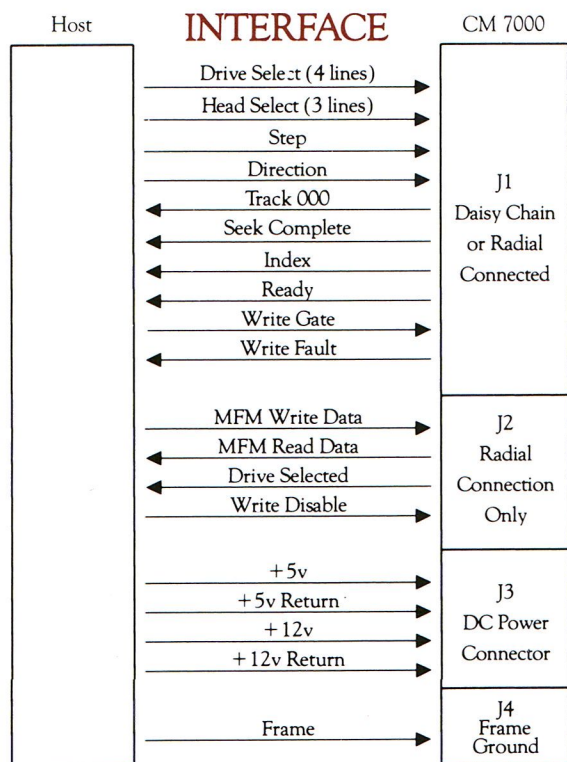 Host INTERFACE CM 7000
Drive Select (4 lines)
Head Select (3 lines)
Step
Direction
Track 000
Seek Complete
Index
Ready
Write Gate
Write Fault
J1
Daisy Chain
or Radial
Connected
MFM Write Data
MFM Read Data
Drive Selected
Write Disable
J2
Radial
Connection
Only
+5v
+5v Return
+12v
+12v Return
J3
DC Power
Connector
Frame
J4
Frame
Ground